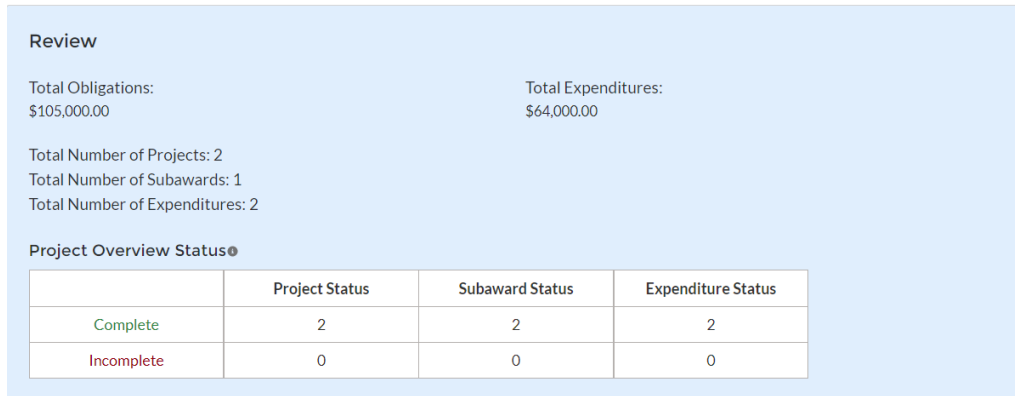 Review
Total Obligations: Total Expenditures:
$105,000.00 $64,000.00
Total Number of Projects: 2
Total Number of Subawards: 1
Total Number of Expenditures: 2
Project Overview Status
Project Status Subaward Status Expenditure Status
Complete 2 2 2
Incomplete 0 0 0